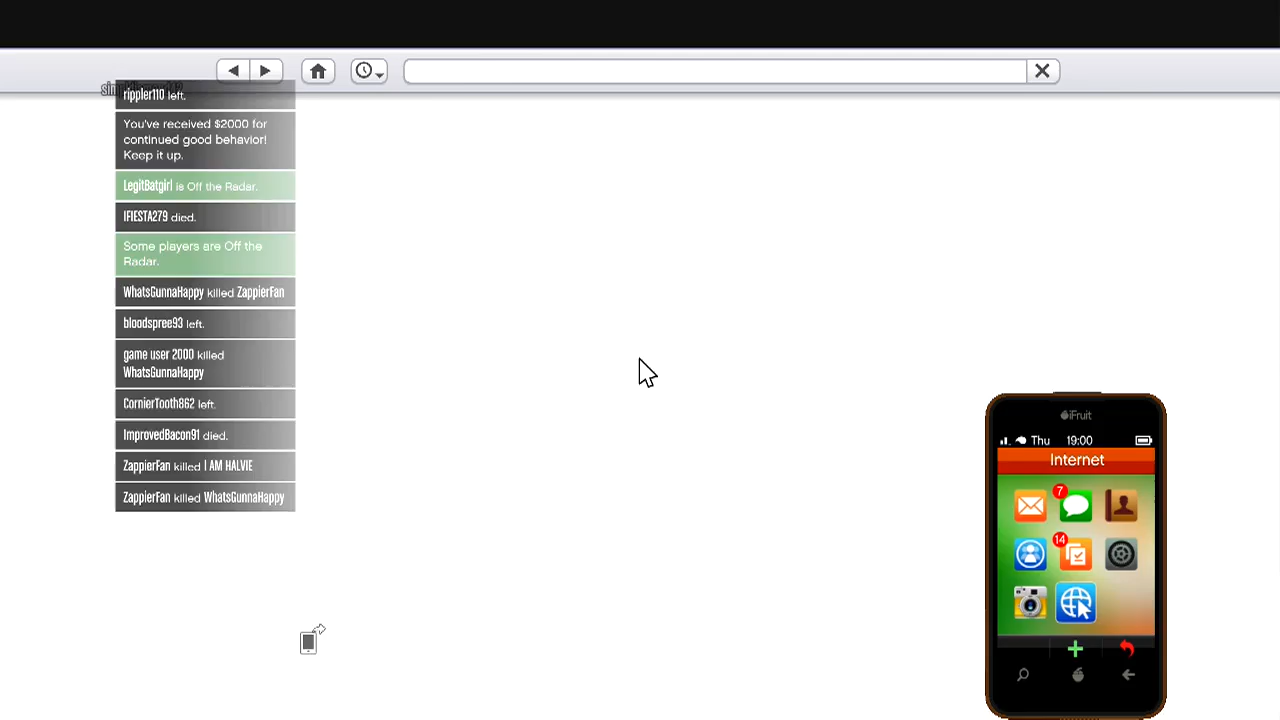 rippler110 left.
You've received $2000 for
continued good behavior!
Keep it up.
LegitBatgirl is Off the Radar.
IFIESTA279 died.
Some players are Off the
Radar.
WhatsGunnaHappy killed ZappierFan
bloodspree93 left.
game user 2000 killed
WhatsGunnaHappy
CornierTooth862 left.
ImprovedBacon91 died.
ZappierFan killed I AM HALVIE
ZappierFan killed WhatsGunnaHappy
iFruit
Thu 19:00
Internet
7
14